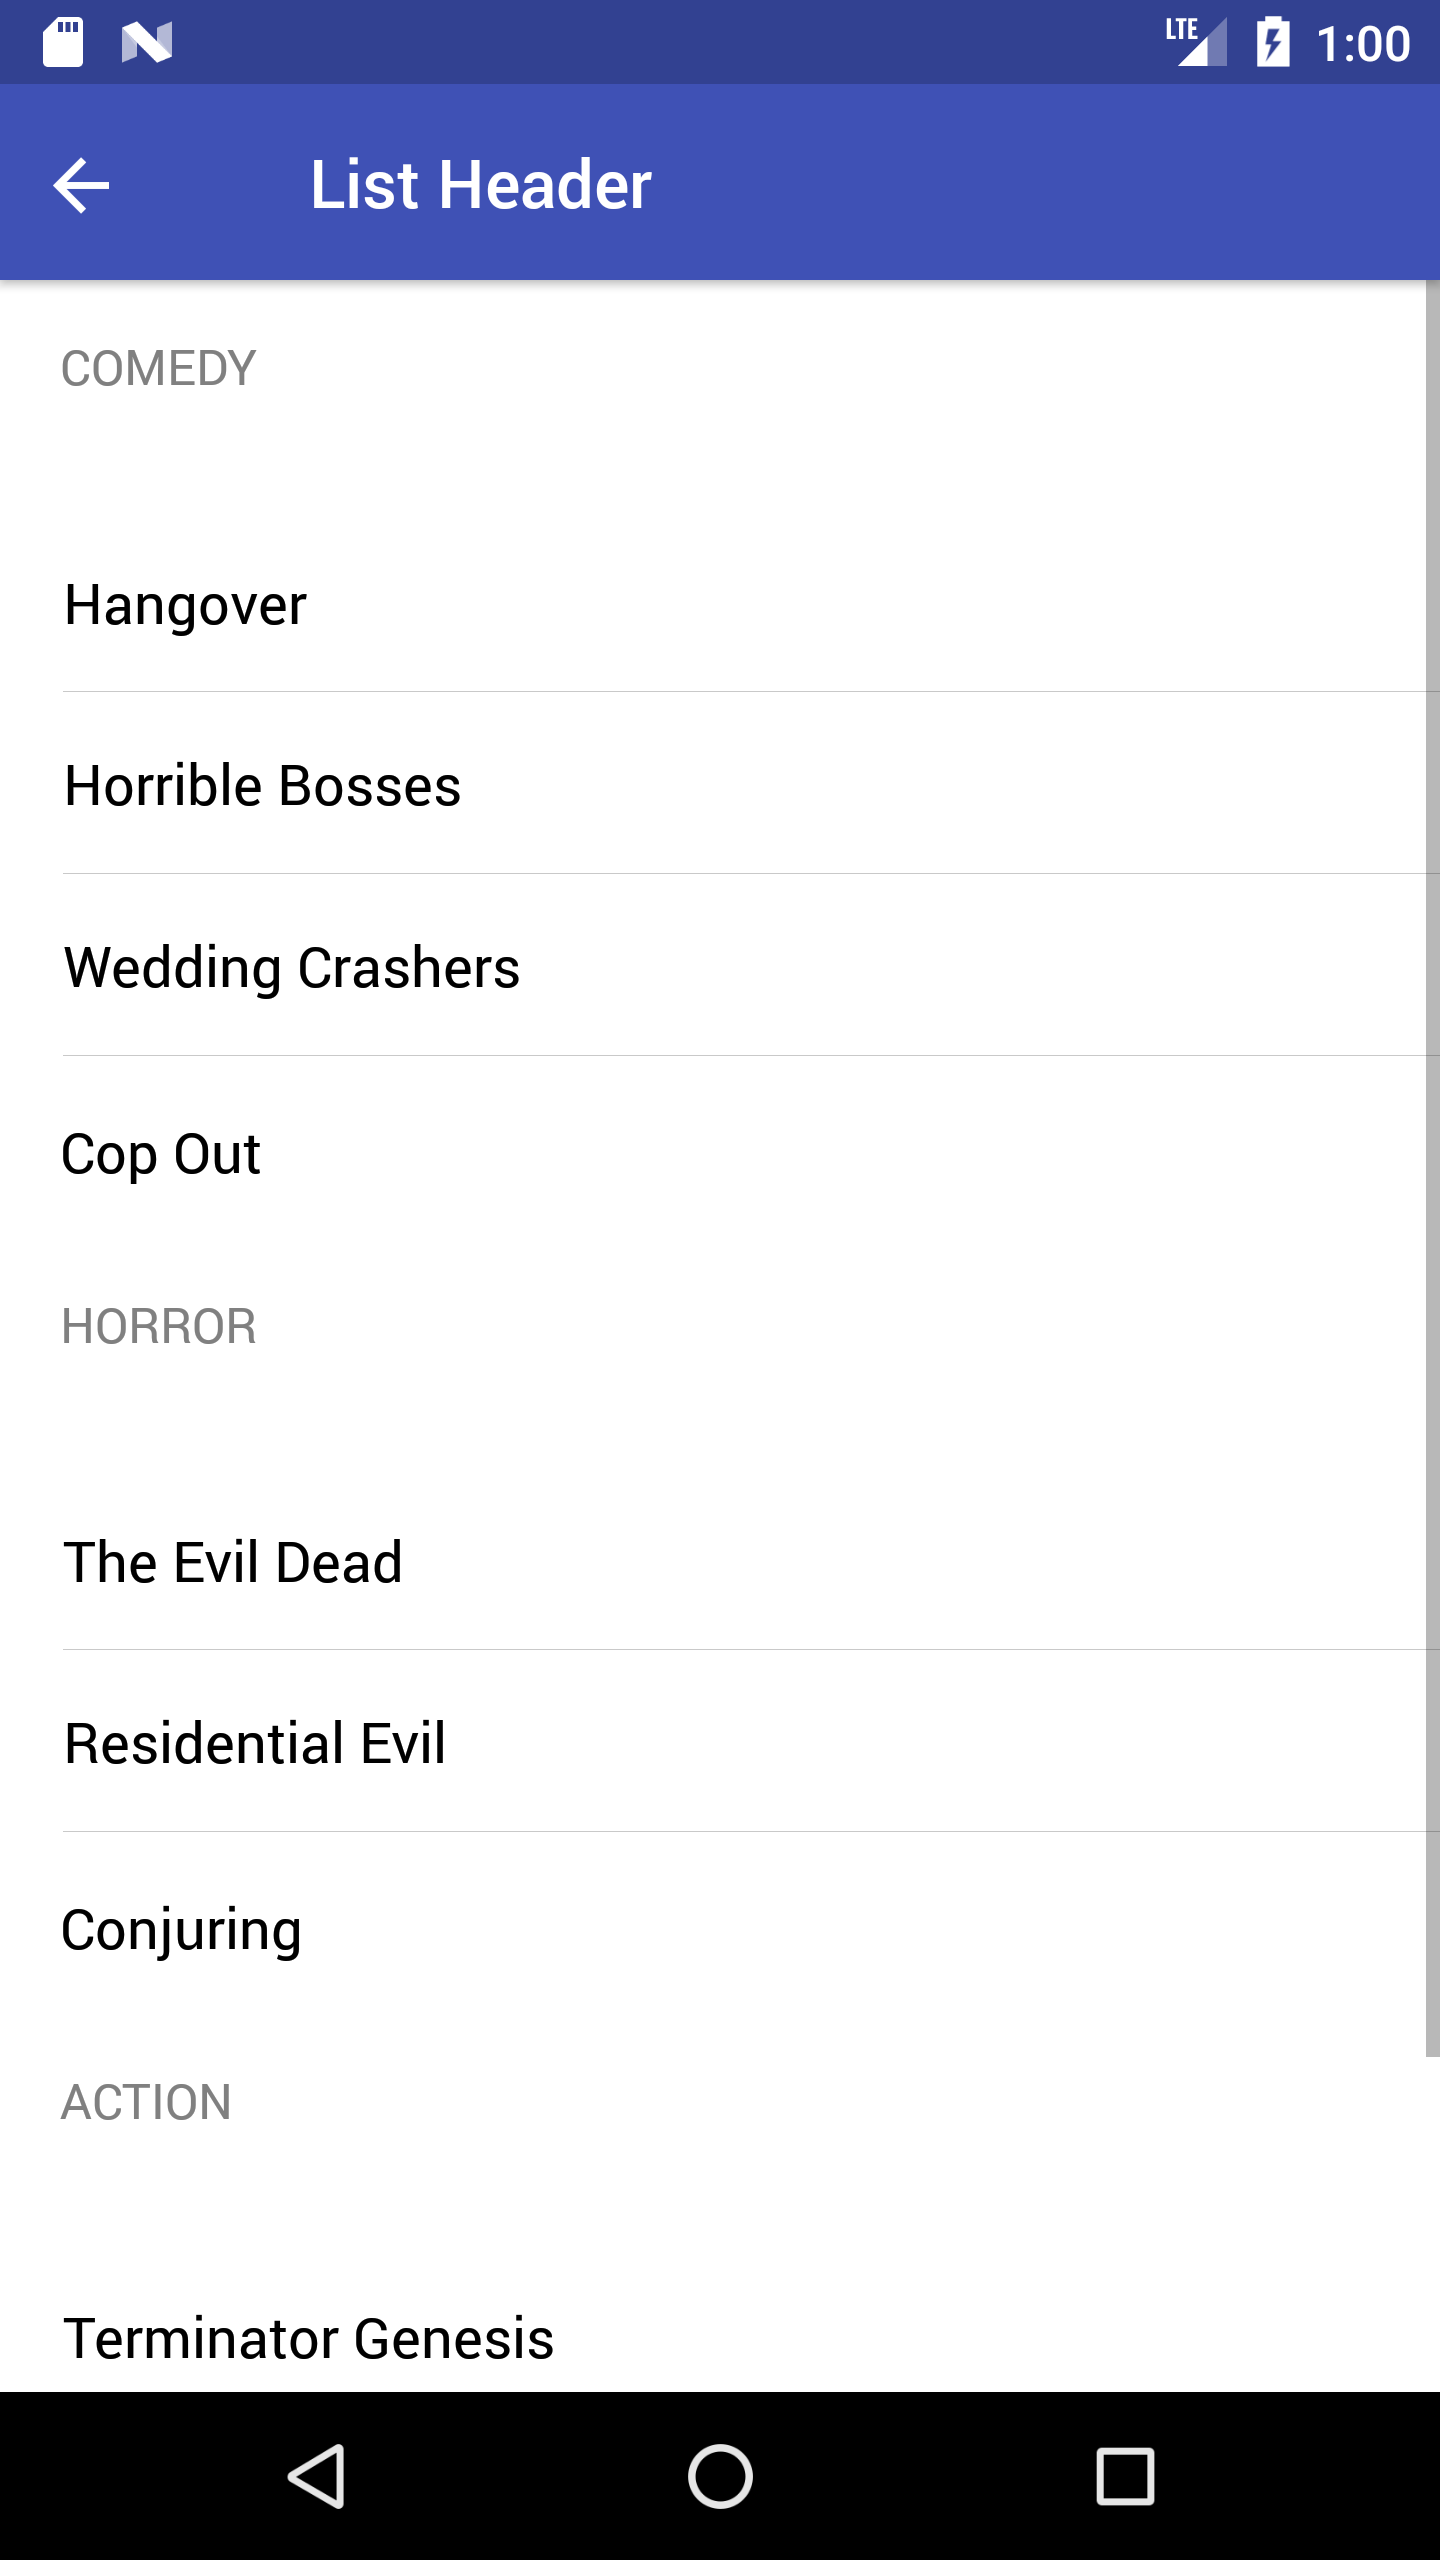 LTE 1:00
List Header
COMEDY
Hangover
Horrible Bosses
Wedding Crashers
Cop Out
HORROR
The Evil Dead
Residential Evil
Conjuring
ACTION
Terminator Genesis